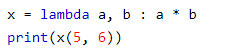 x = lambda a, b : a * b
print(x(5, 6))